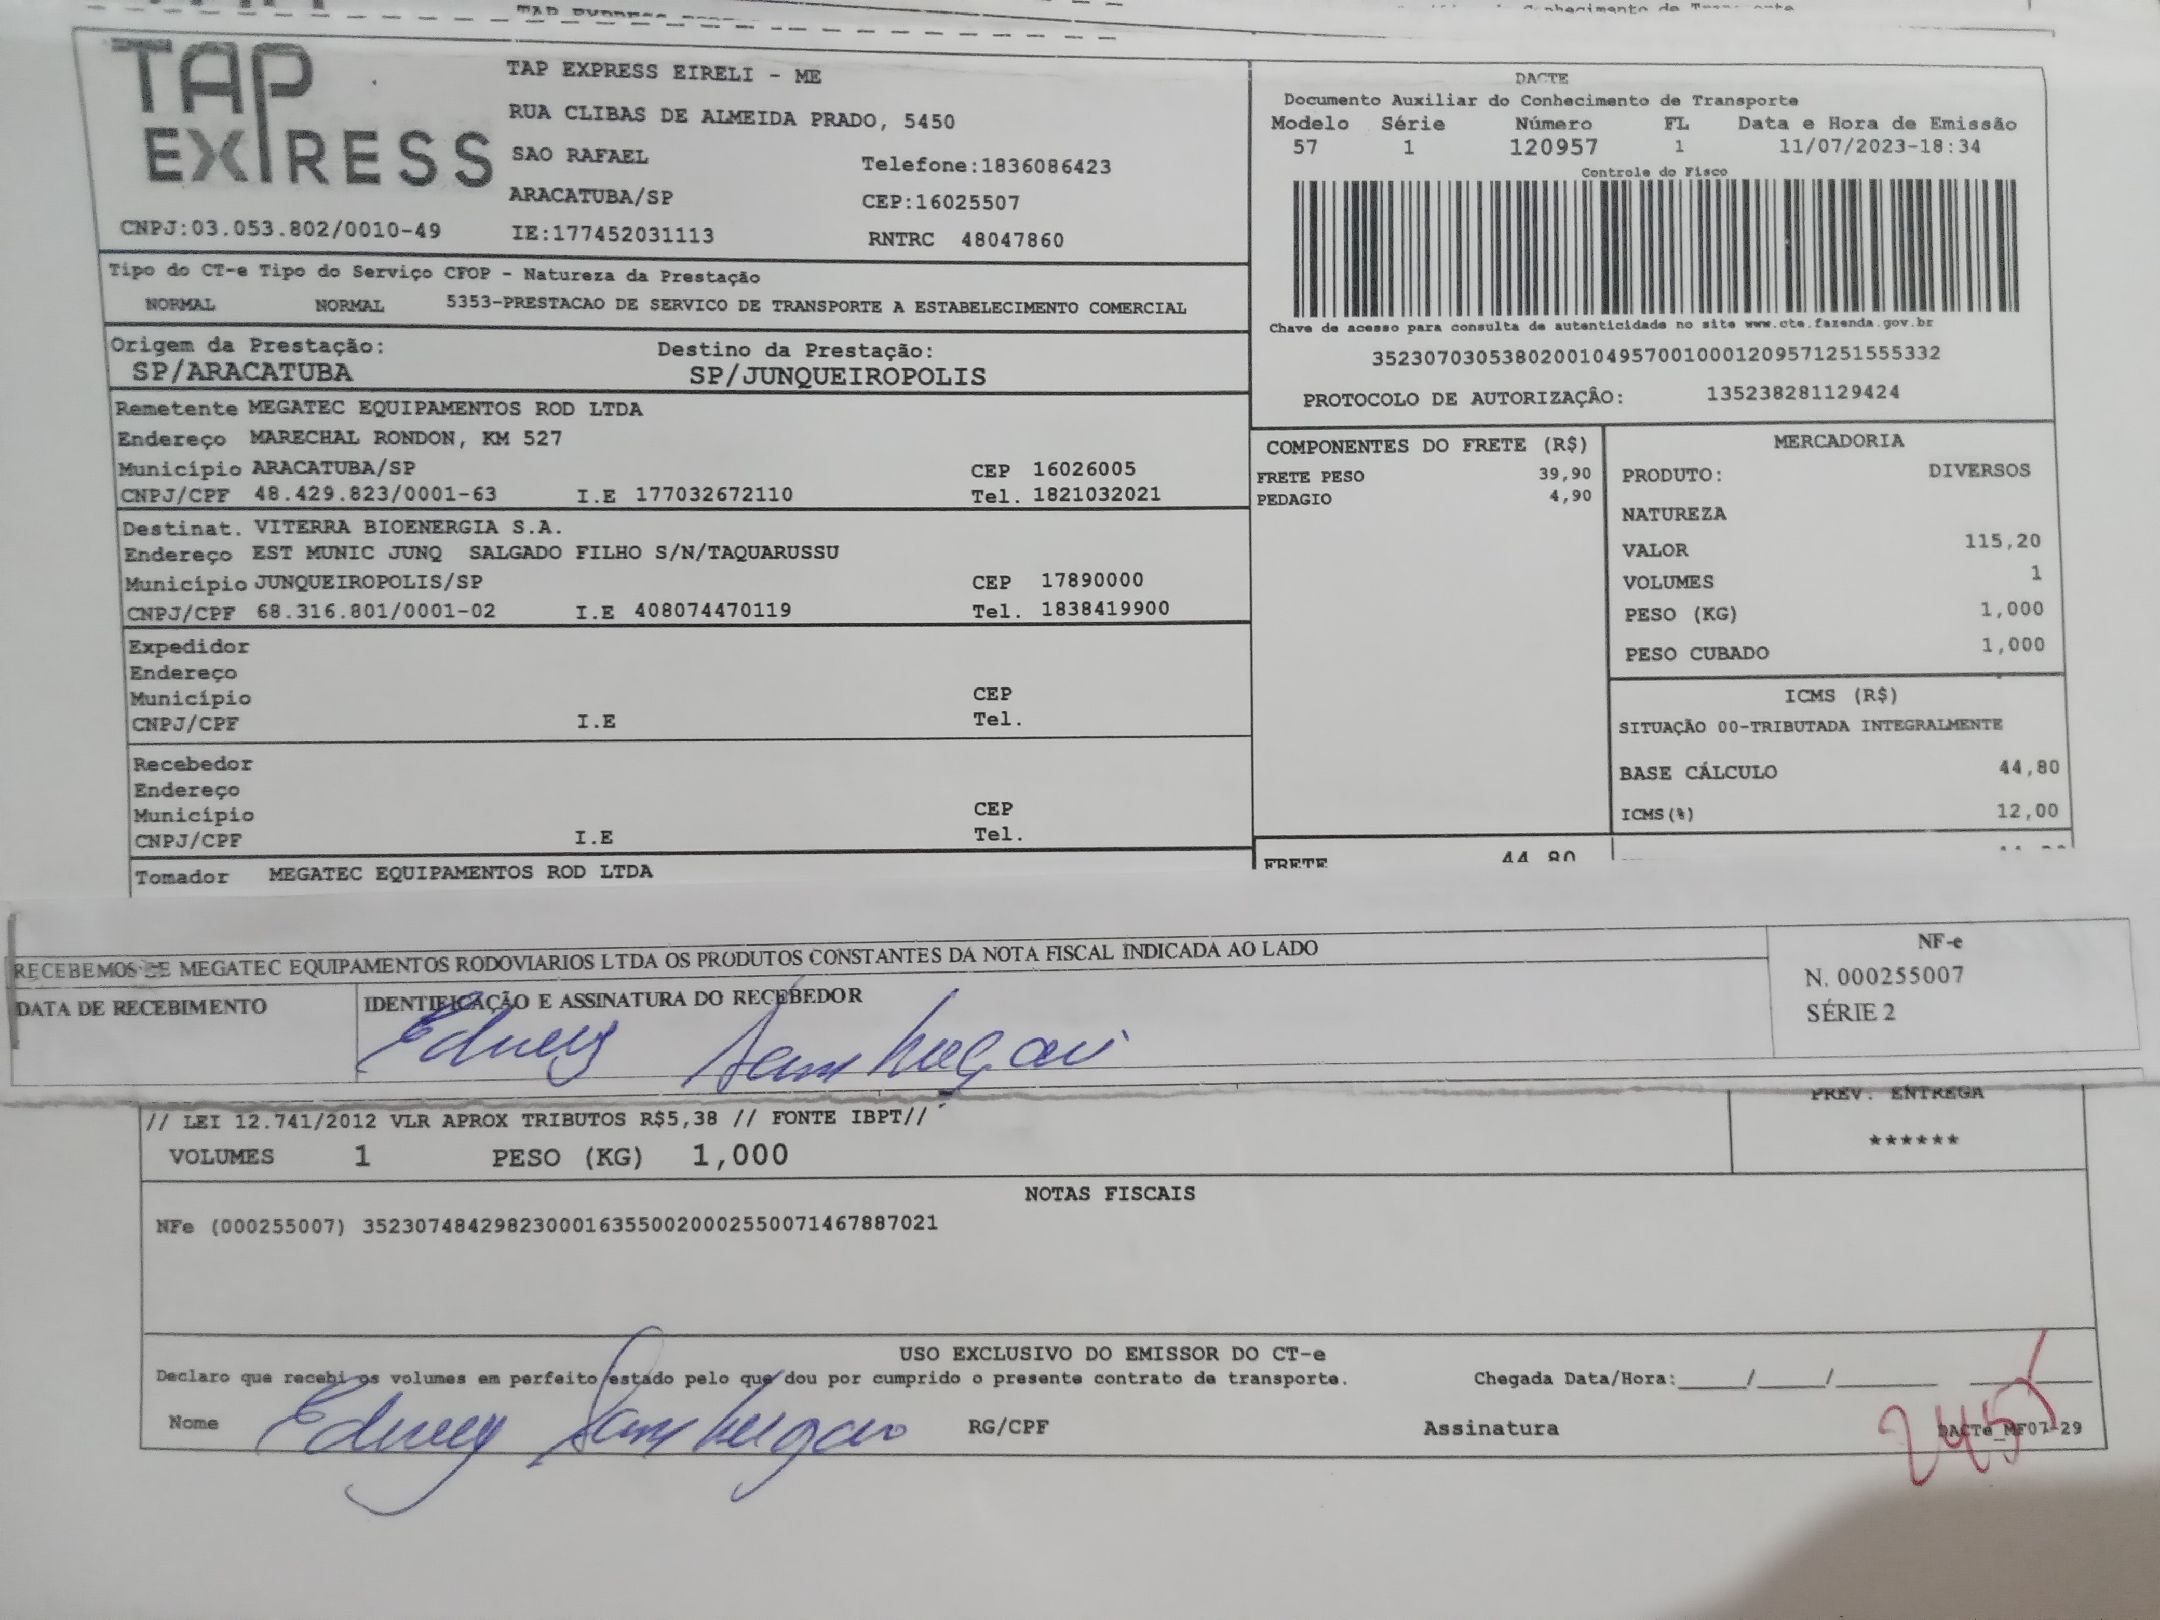 TAP EXPRESS
TAP EXPRESS EIRELI - ME
RUA CLIBAS DE ALMEIDA PRADO, 5450
SAO RAFAEL Telefone:1836086423
ARACATUBA/SP CEP:16025507
CNPJ:03.053.802/0010-49 IE:177452031113 RNTRC 48047860
DACTE
Documento Auxiliar do Conhecimento de Transporte
Modelo Série Número FL Data e Hora de Emissão
57 1 120957 1 11/07/2023-18:34
Controle do Fisco
Chave de acesso para consulta de autenticidade no site www.cte.fazenda.gov.br
35230703053802001049570010001209571251555332
PROTOCOLO DE AUTORIZAÇÂO: 135238281129424
Tipo do CT-e Tipo do Serviço CFOP - Natureza da Prestação
NORMAL NORMAL 5353-PRESTACAO DE SERVICO DE TRANSPORTE A ESTABELECIMENTO COMERCIAL
Origem da Prestação: Destino da Prestação:
SP/ARACATUBA SP/JUNQUEIROPOLIS
Remetente MEGATEC EQUIPAMENTOS ROD LTDA
Endereço MARECHAL RONDON, KM 527
Município ARACATUBA/SP CEP 16026005
CNPJ/CPF 48.429.823/0001-63 I.E 177032672110 Tel. 1821032021
Destinat. VITERRA BIOENERGIA S.A.
Endereço EST MUNIC JUNQ SALGADO FILHO S/N/TAQUARUSSU
Município JUNQUEIROPOLIS/SP CEP 17890000
CNPJ/CPF 68.316.801/0001-02 I.E 408074470119 Tel. 1838419900
Expedidor
Endereço
Município CEP
CNPJ/CPF I.E Tel.
Recebedor
Endereço
Município CEP
CNPJ/CPF I.E Tel.
Tomador MEGATEC EQUIPAMENTOS ROD LTDA
COMPONENTES DO FRETE (R$)
FRETE PESO 39,90
PEDAGIO 4,90
FRETE 44,80
MERCADORIA
PRODUTO: DIVERSOS
NATUREZA
VALOR 115,20
VOLUMES 1
PESO (KG) 1,000
PESO CUBADO 1,000
ICMS (R$)
SITUAÇÃO 00-TRIBUTADA INTEGRALMENTE
BASE CÁLCULO 44,80
ICMS(%) 12,00
RECEBEMOS DE MEGATEC EQUIPAMENTOS RODOVIARIOS LTDA OS PRODUTOS CONSTANTES DA NOTA FISCAL INDICADA AO LADO
DATA DE RECEBIMENTO IDENTIFICAÇÃO E ASSINATURA DO RECEBEDOR
NF-e
N. 000255007
SÉRIE 2
// LEI 12.741/2012 VLR APROX TRIBUTOS R$5,38 // FONTE IBPT//
VOLUMES 1 PESO (KG) 1,000
PREV. ENTREGA
******
NOTAS FISCAIS
NFe (000255007) 35230748429823000163550020002550071467887021
USO EXCLUSIVO DO EMISSOR DO CT-e
Declaro que recebi os volumes em perfeito estado pelo que dou por cumprido o presente contrato de transporte. Chegada Data/Hora:____/____/______
Nome RG/CPF Assinatura DACTe_MF07-29